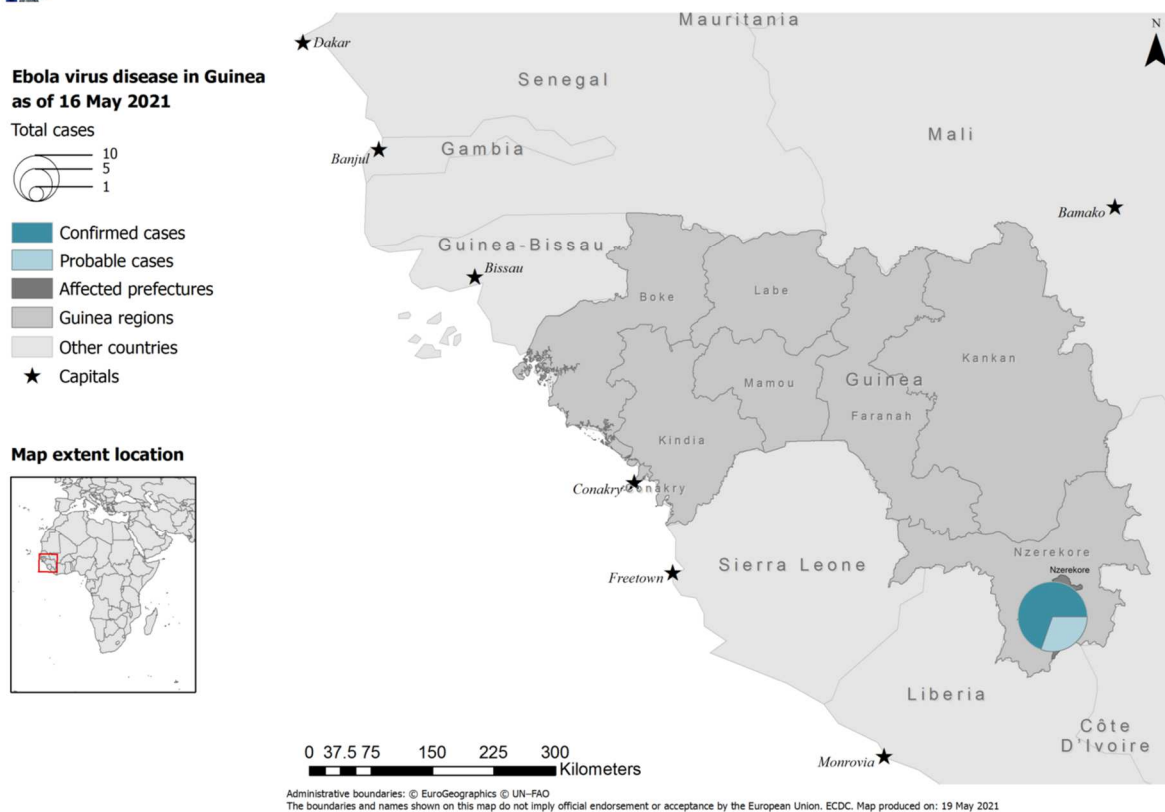 Ebola virus disease in Guinea
as of 16 May 2021
Total cases
10
5
1
Confirmed cases
Probable cases
Affected prefectures
Guinea regions
Other countries
Capitals
Map extent location
N
Mauritania
Dakar
Senegal
Mali
Banjul
Gambia
Bamako
Guinea-Bissau
Bissau
Boke
Labe
Kankan
Mamou
Guinea
Faranah
Kindia
Conakry
Conakry
Nzerekore
Nzerekore
Sierra Leone
Freetown
Liberia
Côte
D'Ivoire
Monrovia
0 37.5 75 150 225 300
Kilometers
Administrative boundaries: © EuroGeographics © UN–FAO
The boundaries and names shown on this map do not imply official endorsement or acceptance by the European Union. ECDC. Map produced on: 19 May 2021